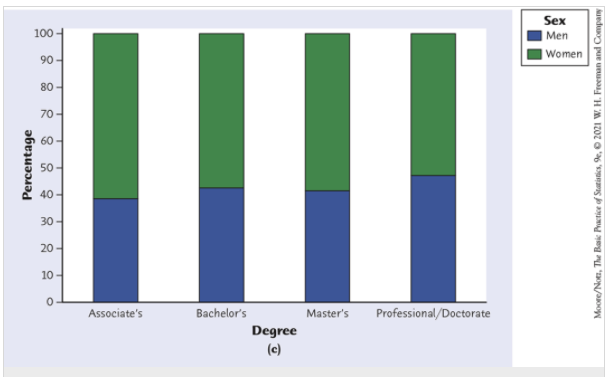 Sex
Men
Women
100
90
80
70
60
50
40
30
20
10
0
Percentage
Associate's
Bachelor's
Master's
Professional/Doctorate
Degree
(c)
Moore/Notz, The Basic Practice of Statistics, 9e, © 2021 W. H. Freeman and Company